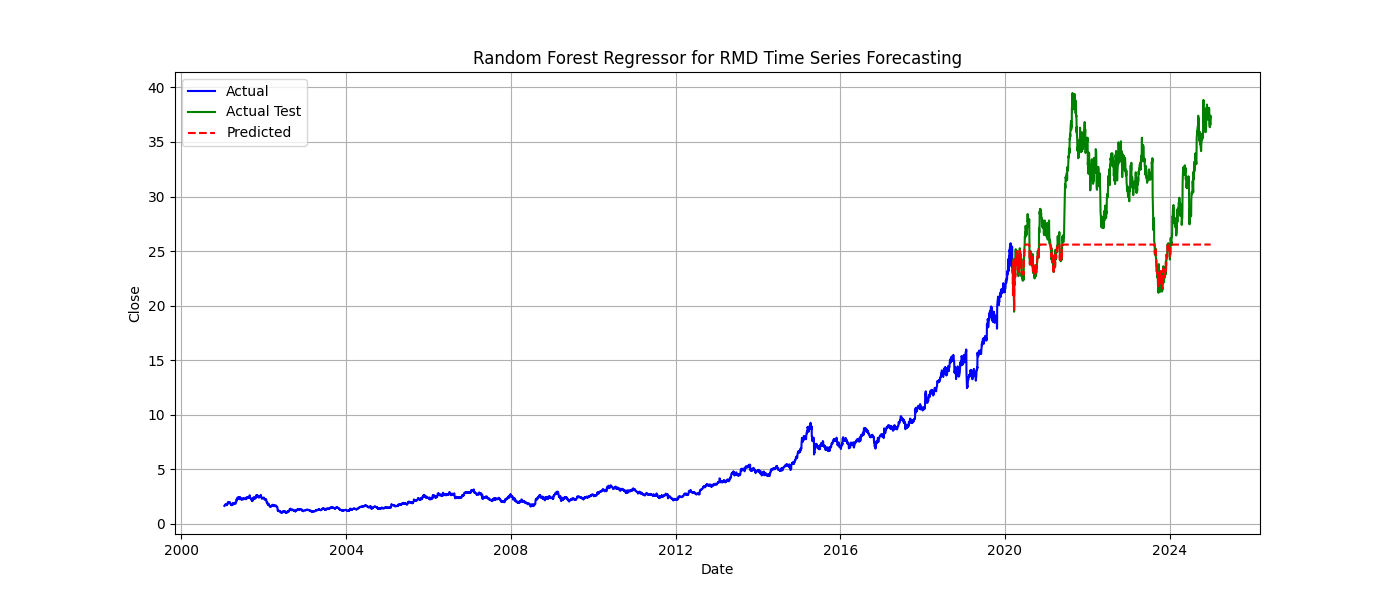 Random Forest Regressor for RMD Time Series Forecasting
Actual
Actual Test
Predicted
40
35
30
25
20
15
10
5
0
Close
2000 2004 2008 2012 2016 2020 2024
Date